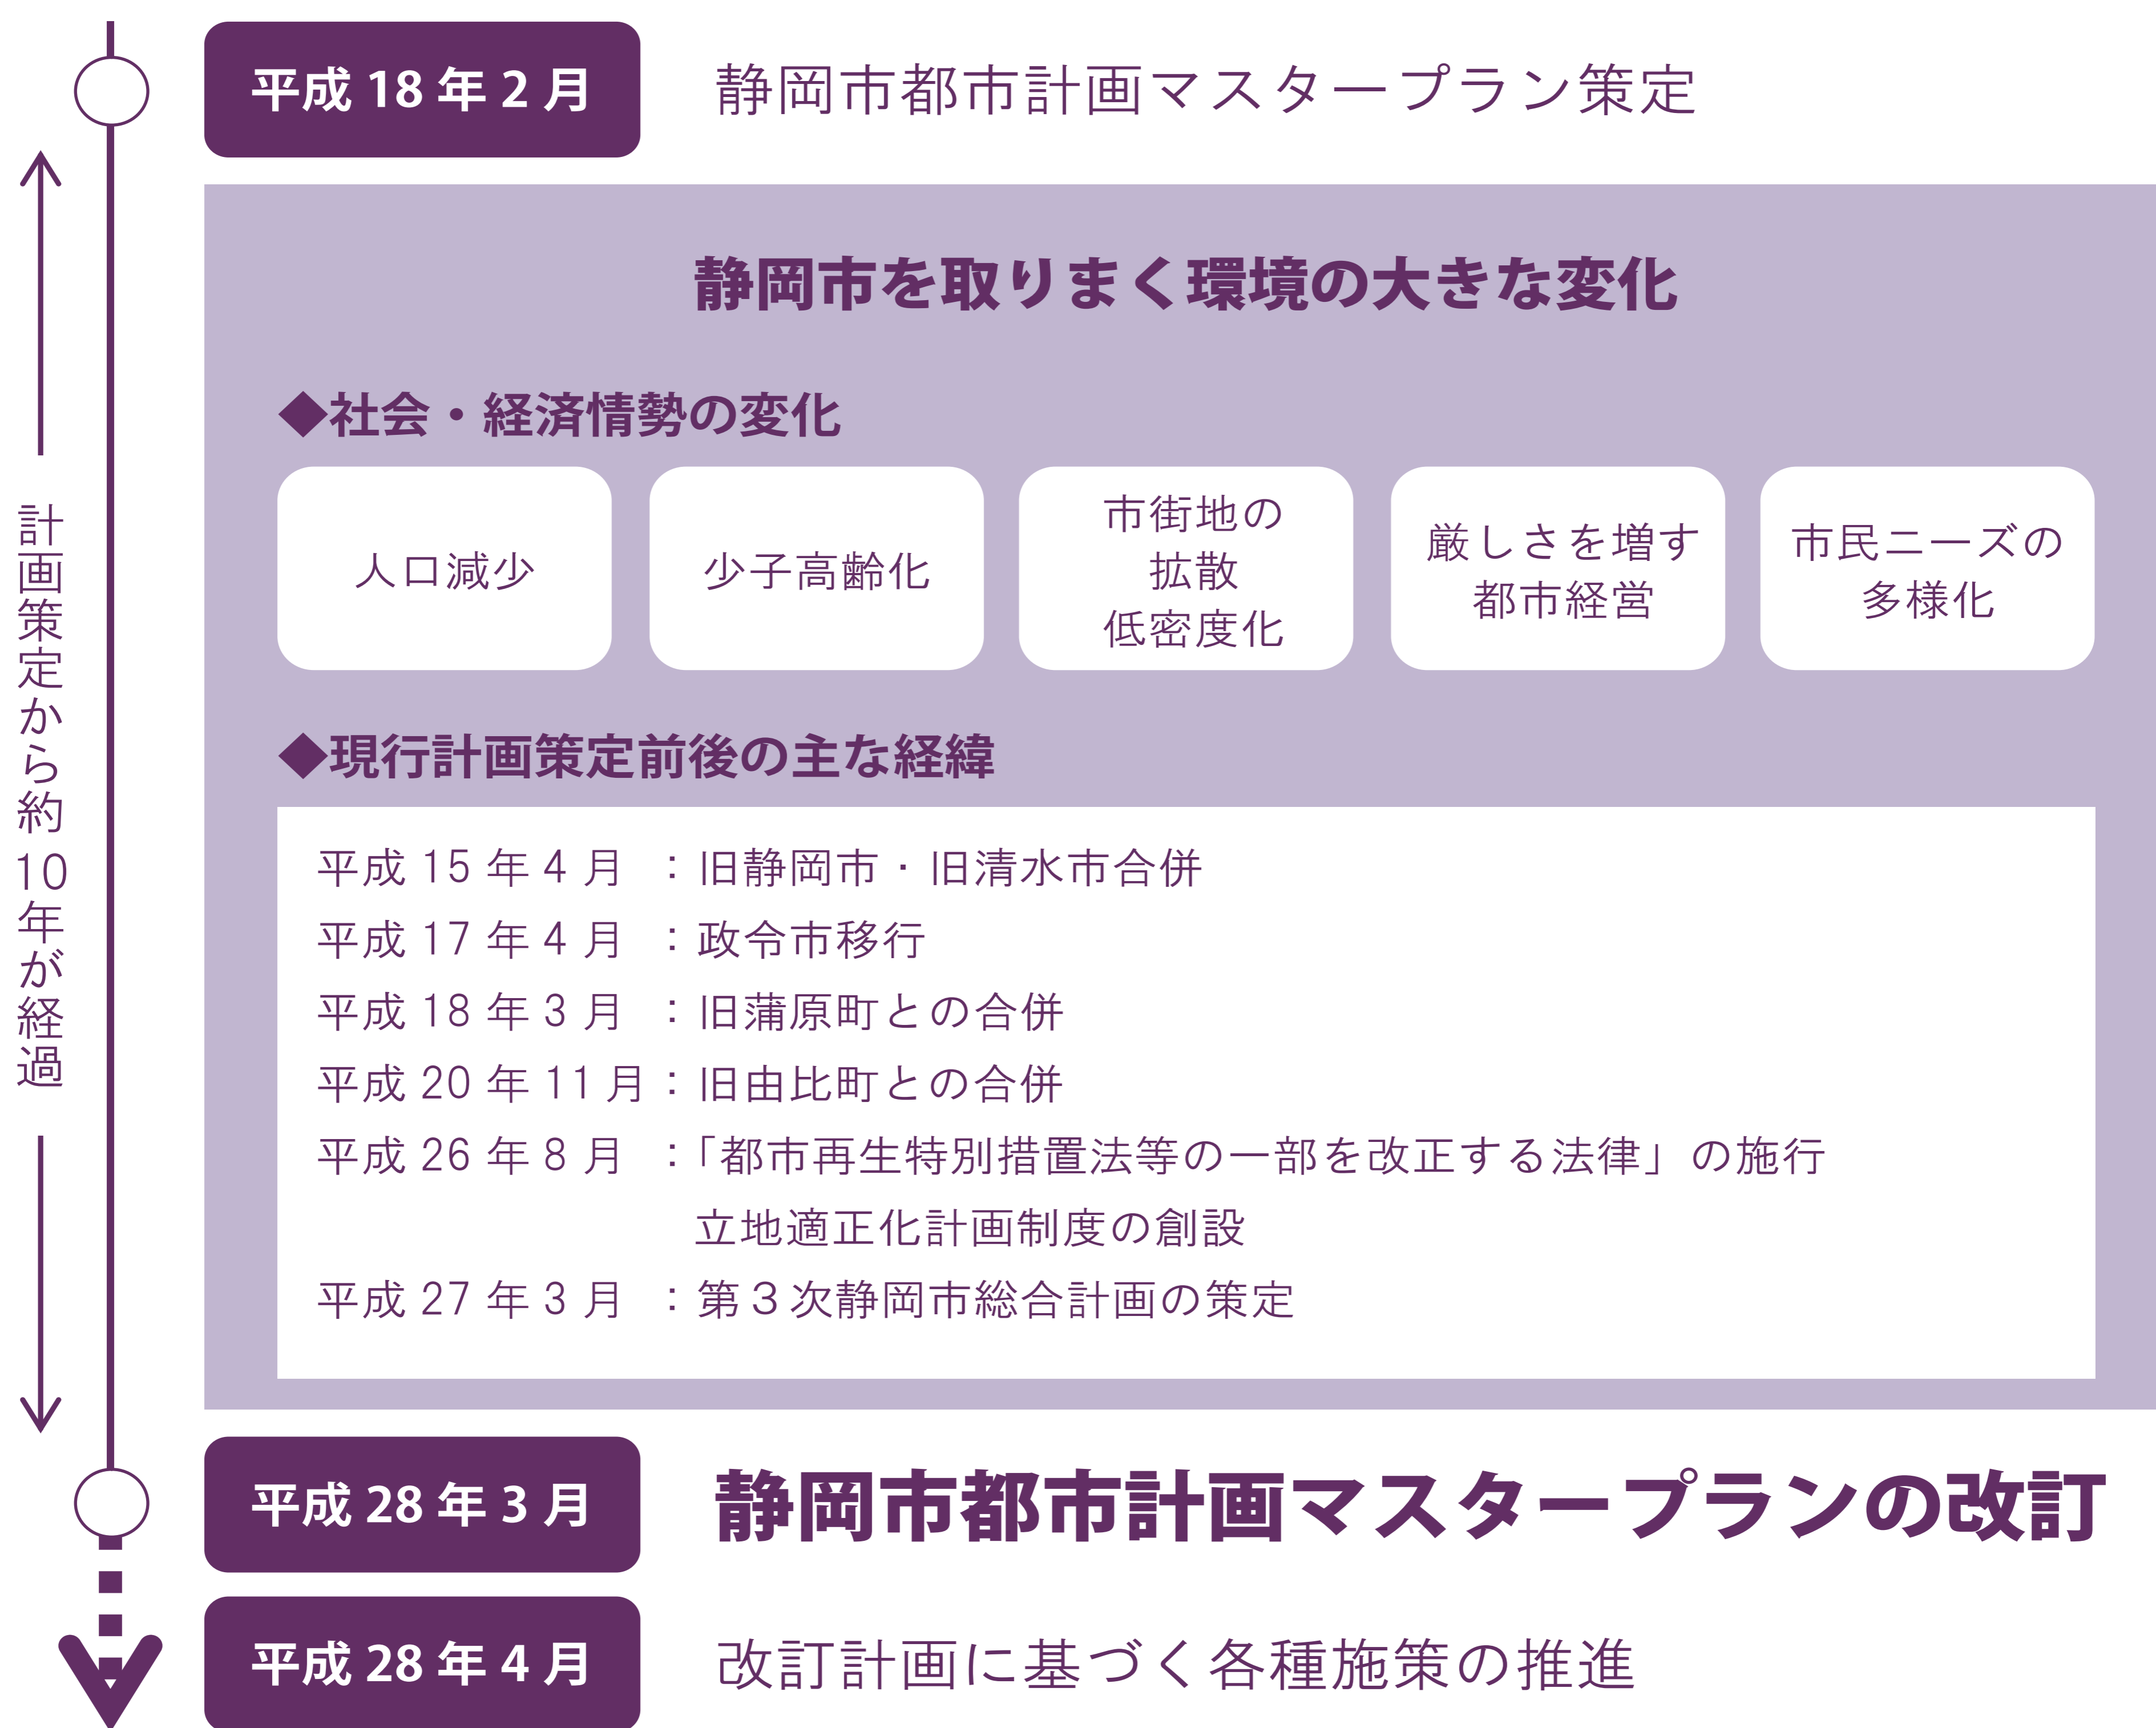 平成 18 年 2 月
静岡市都市計画マスタープラン策定
計画策定から約10年が経過
静岡市を取りまく環境の大きな変化
◆社会・経済情勢の変化
人口減少
少子高齢化
市街地の
拡散
低密度化
厳しさを増す
都市経営
市民ニーズの
多様化
◆現行計画策定前後の主な経緯
平成 15 年 4 月 ：旧静岡市・旧清水市合併
平成 17 年 4 月 ：政令市移行
平成 18 年 3 月 ：旧蒲原町との合併
平成 20 年 11 月：旧由比町との合併
平成 26 年 8 月 ：「都市再生特別措置法等の一部を改正する法律」の施行
立地適正化計画制度の創設
平成 27 年 3 月 ：第３次静岡市総合計画の策定
平成 28 年 3 月
静岡市都市計画マスタープランの改訂
平成 28 年 4 月
改訂計画に基づく各種施策の推進